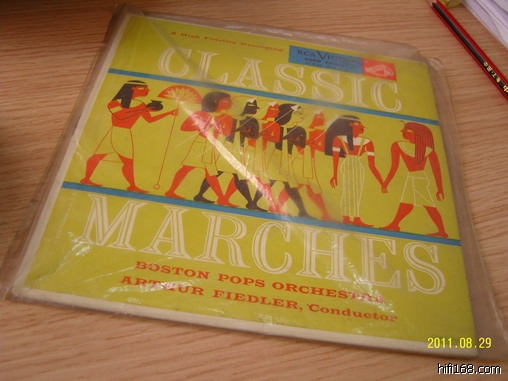 A High Fidelity Recording
RCA VICTOR
CLASSIC
MARCHES
BOSTON POPS ORCHESTRA
ARTHUR FIEDLER, Conductor
2011.08.29
hifi168.com